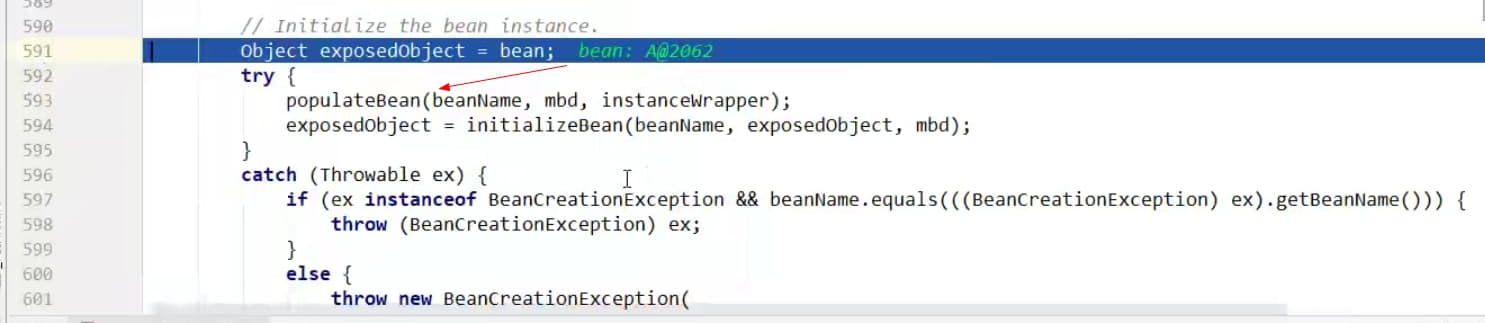 589
590 // Initialize the bean instance.
591 Object exposedObject = bean; bean: A@2062
592 try {
593 populateBean(beanName, mbd, instanceWrapper);
594 exposedObject = initializeBean(beanName, exposedObject, mbd);
595 }
596 catch (Throwable ex) {
597 if (ex instanceof BeanCreationException && beanName.equals(((BeanCreationException) ex).getBeanName())) {
598 throw (BeanCreationException) ex;
599 }
600 else {
601 throw new BeanCreationException(